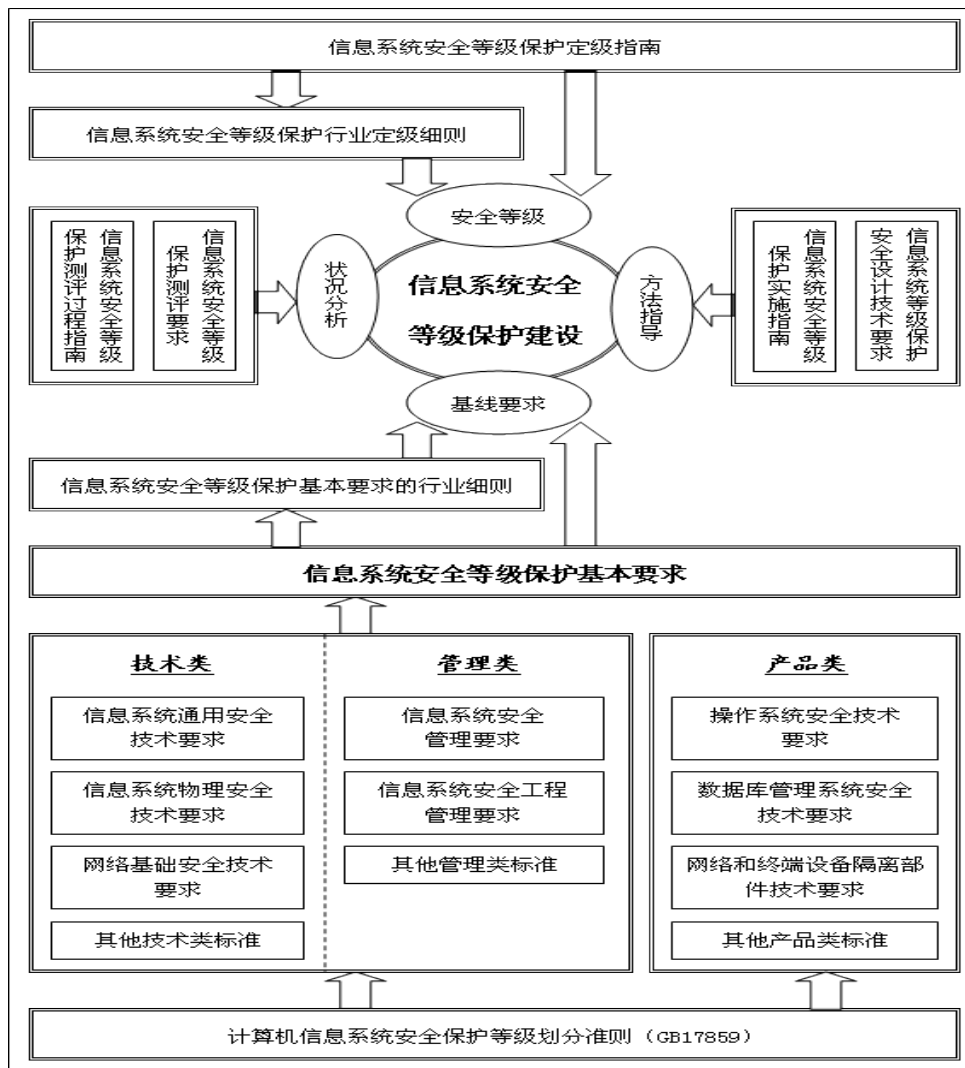 信息系统安全等级保护定级指南
信息系统安全等级保护行业定级细则
安全等级
信息系统安全等级
保护测评过程指南
信息系统安全等级
保护测评要求
状况分析
信息系统安全
等级保护建设
方法指导
信息系统安全等级
保护实施指南
信息系统等级保护
安全设计技术要求
基线要求
信息系统安全等级保护基本要求的行业细则
信息系统安全等级保护基本要求
技术类
信息系统通用安全
技术要求
信息系统物理安全
技术要求
网络基础安全技术
要求
其他技术类标准
管理类
信息系统安全
管理要求
信息系统安全工程
管理要求
其他管理类标准
产品类
操作系统安全技术
要求
数据库管理系统安全
技术要求
网络和终端设备隔离部
件技术要求
其他产品类标准
计算机信息系统安全保护等级划分准则（GB17859）